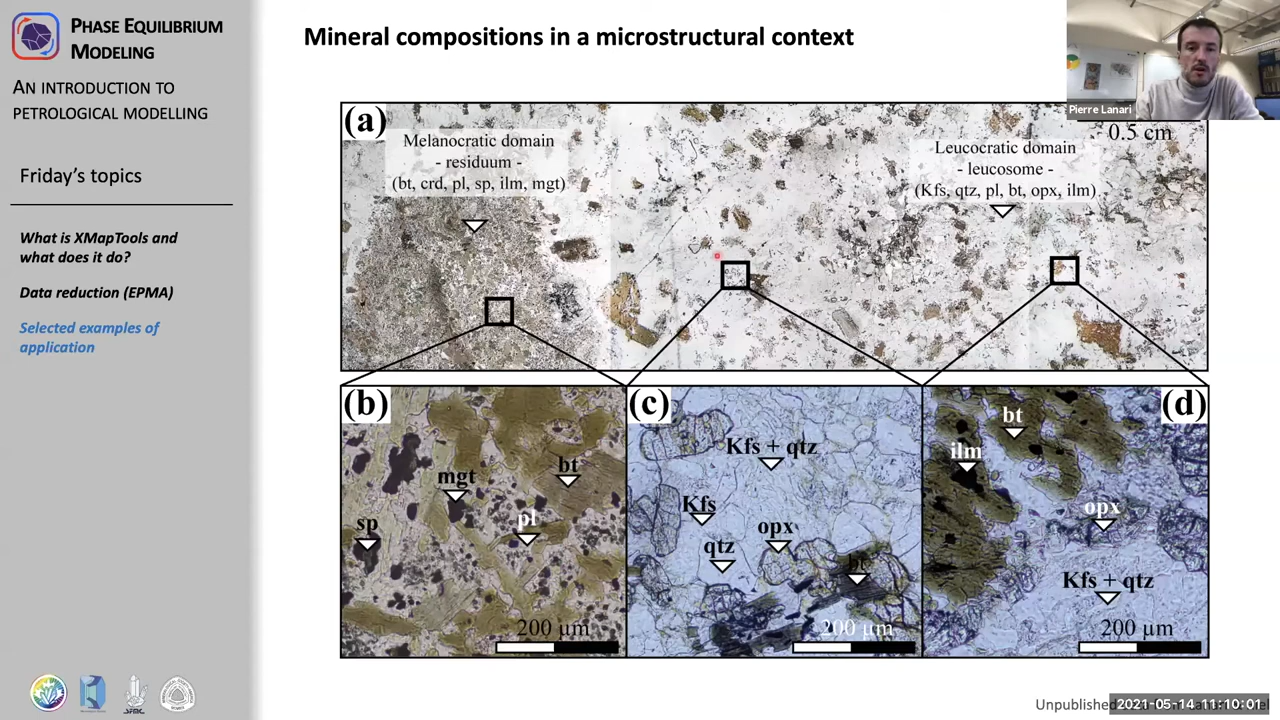 PHASE EQUILIBRIUM
MODELING
AN INTRODUCTION TO
PETROLOGICAL MODELLING
Friday's topics
What is XMapTools and
what does it do?
Data reduction (EPMA)
Selected examples of
application
Mineral compositions in a microstructural context
Pierre Lanari
(a)
Melanocratic domain
- residuum -
(bt, crd, pl, sp, ilm, mgt)
0.5 cm
Leucocratic domain
- leucosome -
(Kfs, qtz, pl, bt, opx, ilm)
(b)
mgt
bt
sp
pl
200 µm
(c)
Kfs + qtz
Kfs
qtz
opx
bt
200 µm
(d)
bt
ilm
opx
Kfs + qtz
200 µm
2021-05-14 11:10:01